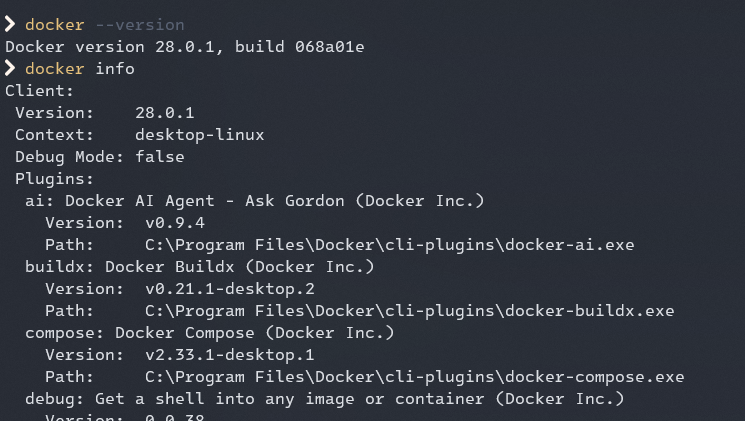 ❯ docker --version
Docker version 28.0.1, build 068a01e
❯ docker info
Client:
 Version:    28.0.1
 Context:    desktop-linux
 Debug Mode: false
 Plugins:
  ai: Docker AI Agent - Ask Gordon (Docker Inc.)
    Version:  v0.9.4
    Path:     C:\Program Files\Docker\cli-plugins\docker-ai.exe
  buildx: Docker Buildx (Docker Inc.)
    Version:  v0.21.1-desktop.2
    Path:     C:\Program Files\Docker\cli-plugins\docker-buildx.exe
  compose: Docker Compose (Docker Inc.)
    Version:  v2.33.1-desktop.1
    Path:     C:\Program Files\Docker\cli-plugins\docker-compose.exe
  debug: Get a shell into any image or container (Docker Inc.)
    Version:  0.0.38